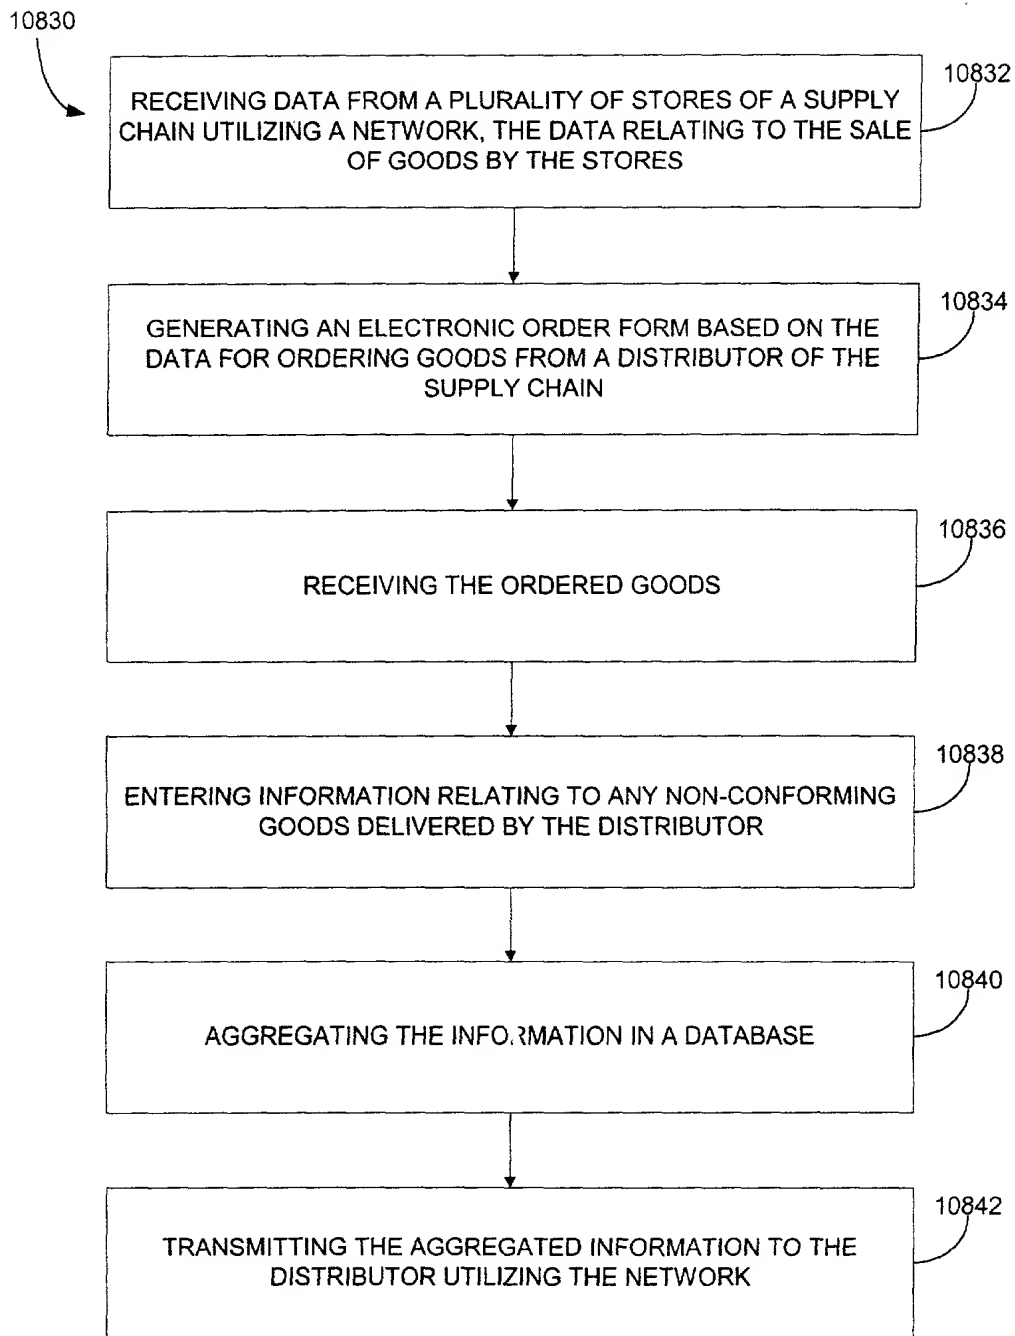 10830
10832
RECEIVING DATA FROM A PLURALITY OF STORES OF A SUPPLY
CHAIN UTILIZING A NETWORK, THE DATA RELATING TO THE SALE
OF GOODS BY THE STORES
10834
GENERATING AN ELECTRONIC ORDER FORM BASED ON THE
DATA FOR ORDERING GOODS FROM A DISTRIBUTOR OF THE
SUPPLY CHAIN
10836
RECEIVING THE ORDERED GOODS
10838
ENTERING INFORMATION RELATING TO ANY NON-CONFORMING
GOODS DELIVERED BY THE DISTRIBUTOR
10840
AGGREGATING THE INFORMATION IN A DATABASE
10842
TRANSMITTING THE AGGREGATED INFORMATION TO THE
DISTRIBUTOR UTILIZING THE NETWORK